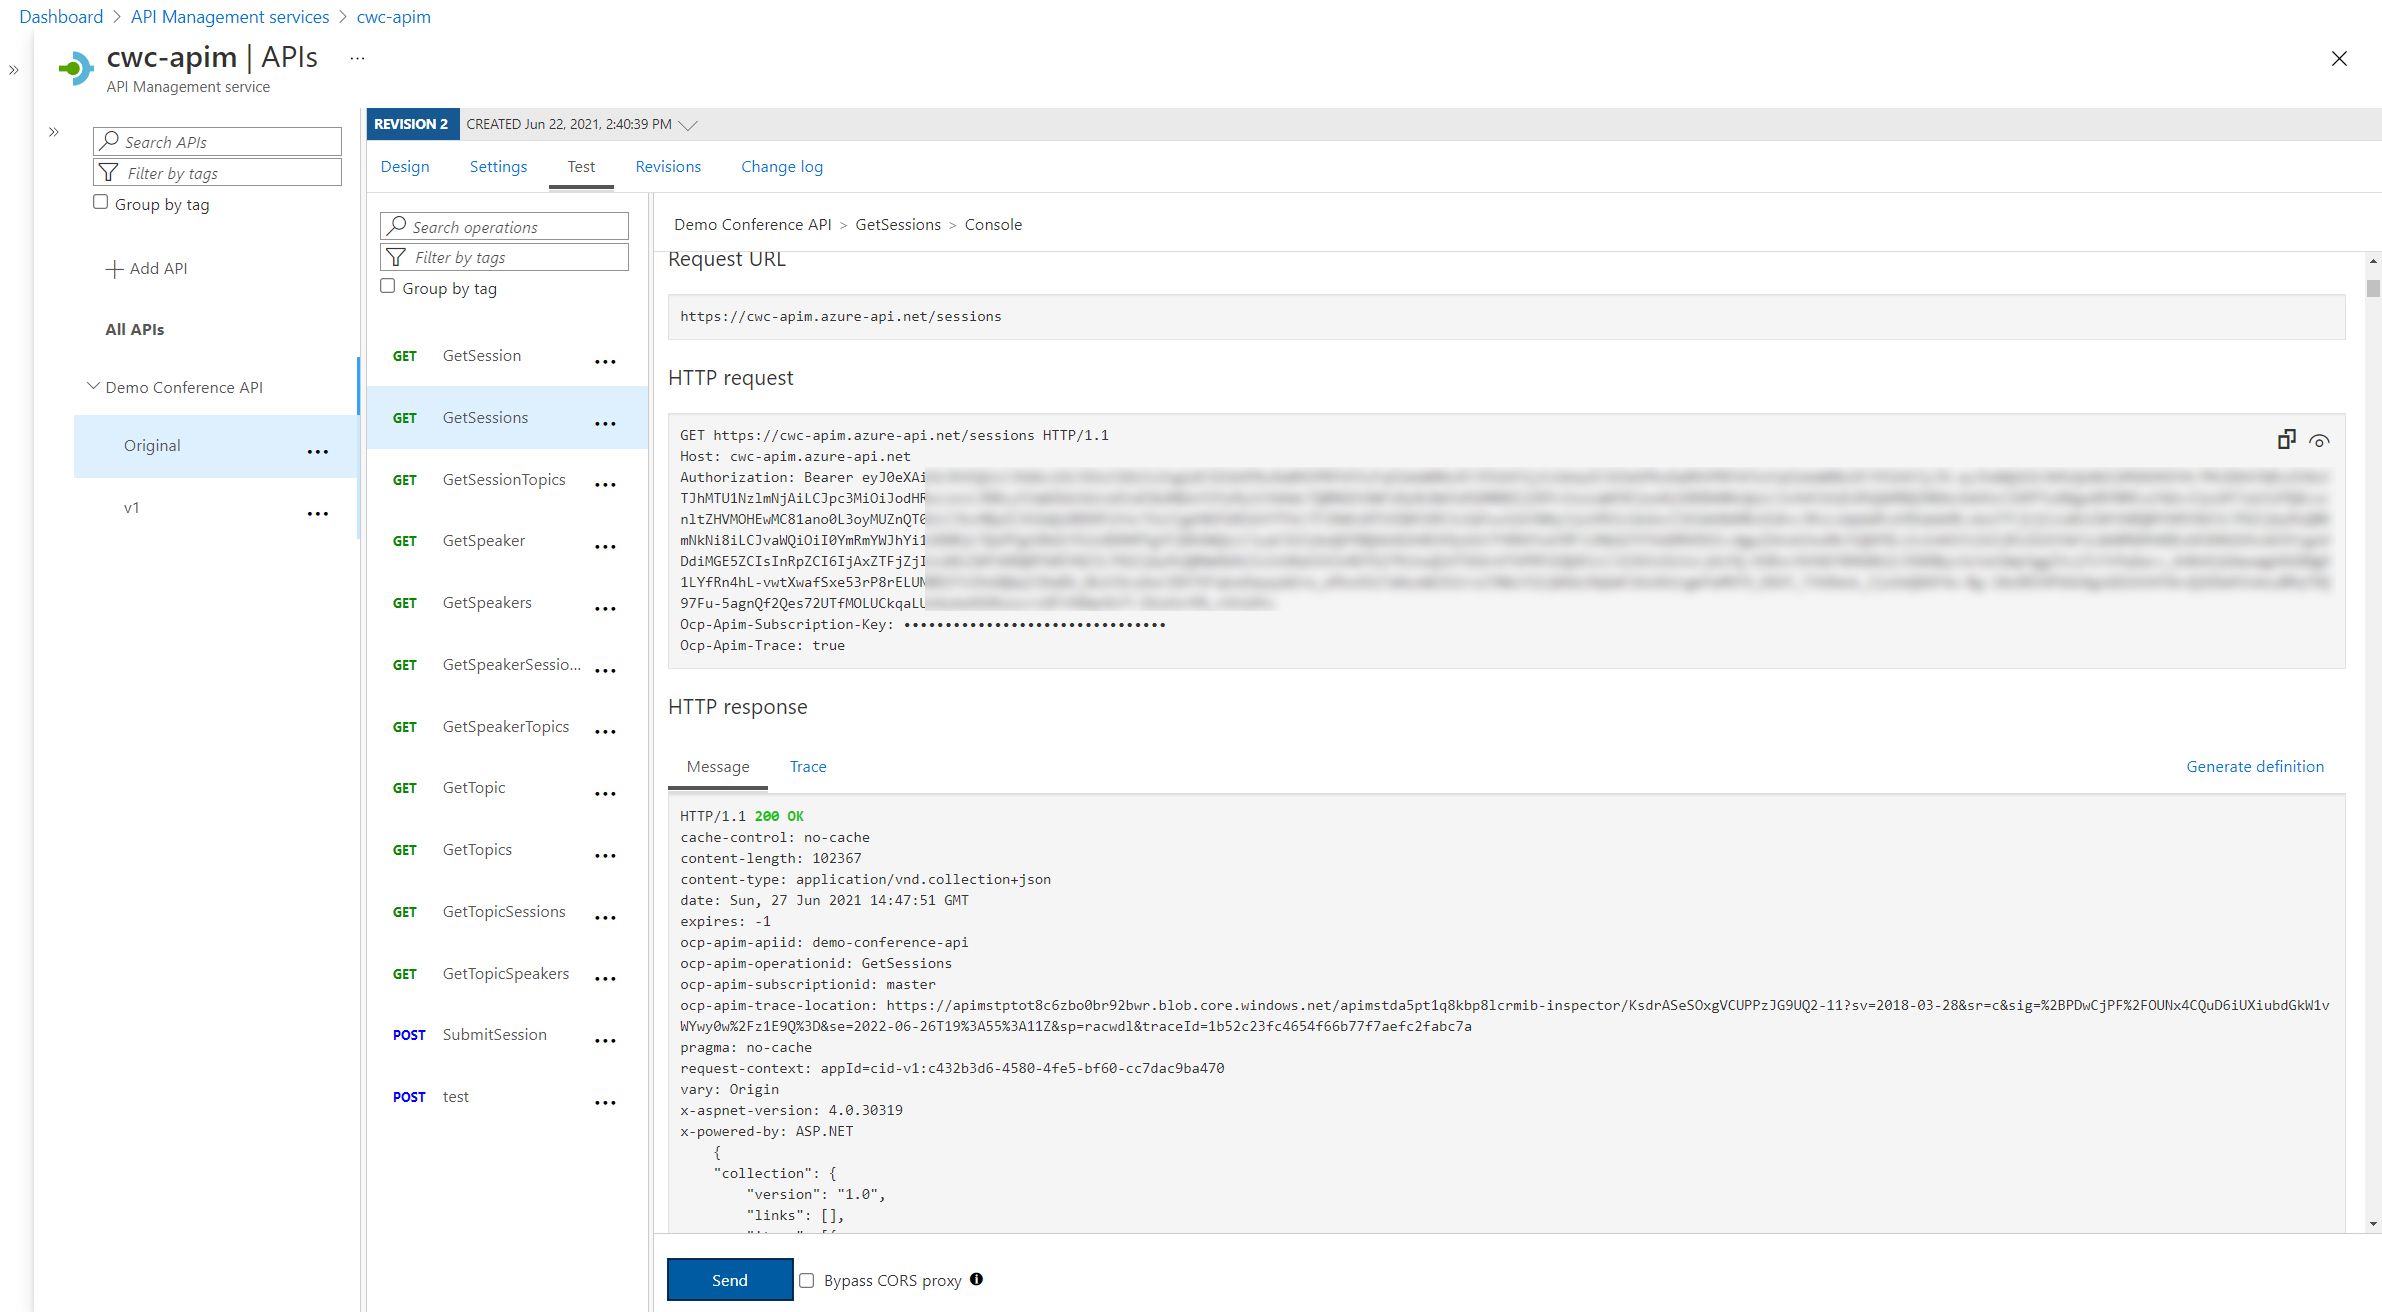 Dashboard > API Management services > cwc-apim
cwc-apim | APIs ...
API Management service
Search APIs
Filter by tags
Group by tag
Add API
All APIs
Demo Conference API
Original
v1
REVISION 2 CREATED Jun 22, 2021, 2:40:39 PM
Design Settings Test Revisions Change log
Search operations
Filter by tags
Group by tag
GET GetSession
GET GetSessions
GET GetSessionTopics
GET GetSpeaker
GET GetSpeakers
GET GetSpeakerSessio...
GET GetSpeakerTopics
GET GetTopic
GET GetTopics
GET GetTopicSessions
GET GetTopicSpeakers
POST SubmitSession
POST test
Demo Conference API > GetSessions > Console
Request URL
https://cwc-apim.azure-api.net/sessions
HTTP request
GET https://cwc-apim.azure-api.net/sessions HTTP/1.1
Host: cwc-apim.azure-api.net
Authorization: Bearer eyJ0eXAi
TJhMTU1NzlmNjAiLCJpc3MiOiJodHR
nltZHVMOHEwMC81ano0L3oyMUZnQT0
mNkNi8iLCJvaWQiOiI0YmRmYWJhYi1
DdiMGE5ZCIsInRpZCI6IjAxZTFjZjI
1LYfRn4hL-vwtXwafSxe53rP8rELUN
97Fu-5agnQf2Qes72UTfMOLUCkqaLU
Ocp-Apim-Subscription-Key: ••••••••••••••••••••••••••••••••
Ocp-Apim-Trace: true
HTTP response
Message Trace Generate definition
HTTP/1.1 200 OK
cache-control: no-cache
content-length: 102367
content-type: application/vnd.collection+json
date: Sun, 27 Jun 2021 14:47:51 GMT
expires: -1
ocp-apim-apiid: demo-conference-api
ocp-apim-operationid: GetSessions
ocp-apim-subscriptionid: master
ocp-apim-trace-location: https://apimstptot8c6zbo0br92bwr.blob.core.windows.net/apimstda5pt1q8kbp8lcrmib-inspector/KsdrASeSOxgVCUPPzJG9UQ2-11?sv=2018-03-28&sr=c&sig=%2BPDwCjPF%2FOUNx4CQuD6iUXiubdGkW1v
WYwy0w%2Fz1E9Q%3D&se=2022-06-26T19%3A55%3A11Z&sp=racwdl&traceId=1b52c23fc4654f66b77f7aefc2fabc7a
pragma: no-cache
request-context: appId=cid-v1:c432b3d6-4580-4fe5-bf60-cc7dac9ba470
vary: Origin
x-aspnet-version: 4.0.30319
x-powered-by: ASP.NET
{
"collection": {
"version": "1.0",
"links": [],
Send Bypass CORS proxy